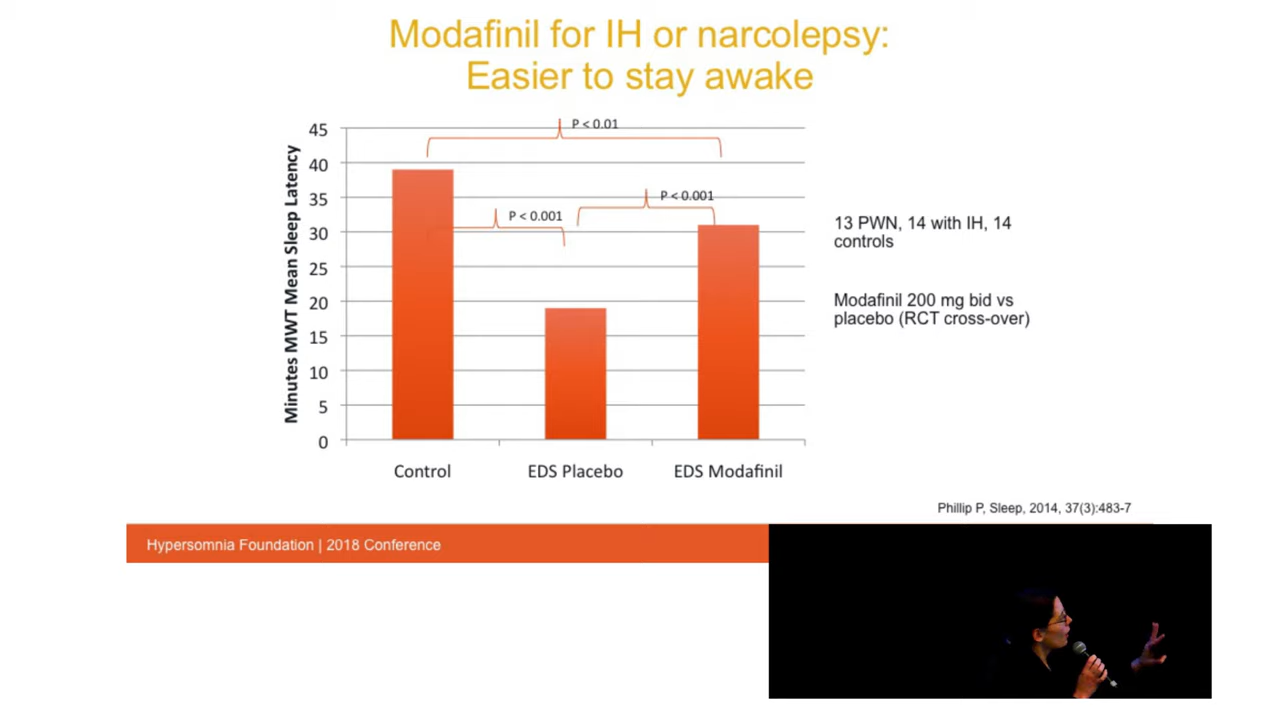 Modafinil for IH or narcolepsy:
Easier to stay awake
Minutes MWT Mean Sleep Latency
45
40
35
30
25
20
15
10
5
0
P < 0.01
P < 0.001
P < 0.001
Control
EDS Placebo
EDS Modafinil
13 PWN, 14 with IH, 14
controls
Modafinil 200 mg bid vs
placebo (RCT cross-over)
Phillip P, Sleep, 2014, 37(3):483-7
Hypersomnia Foundation | 2018 Conference